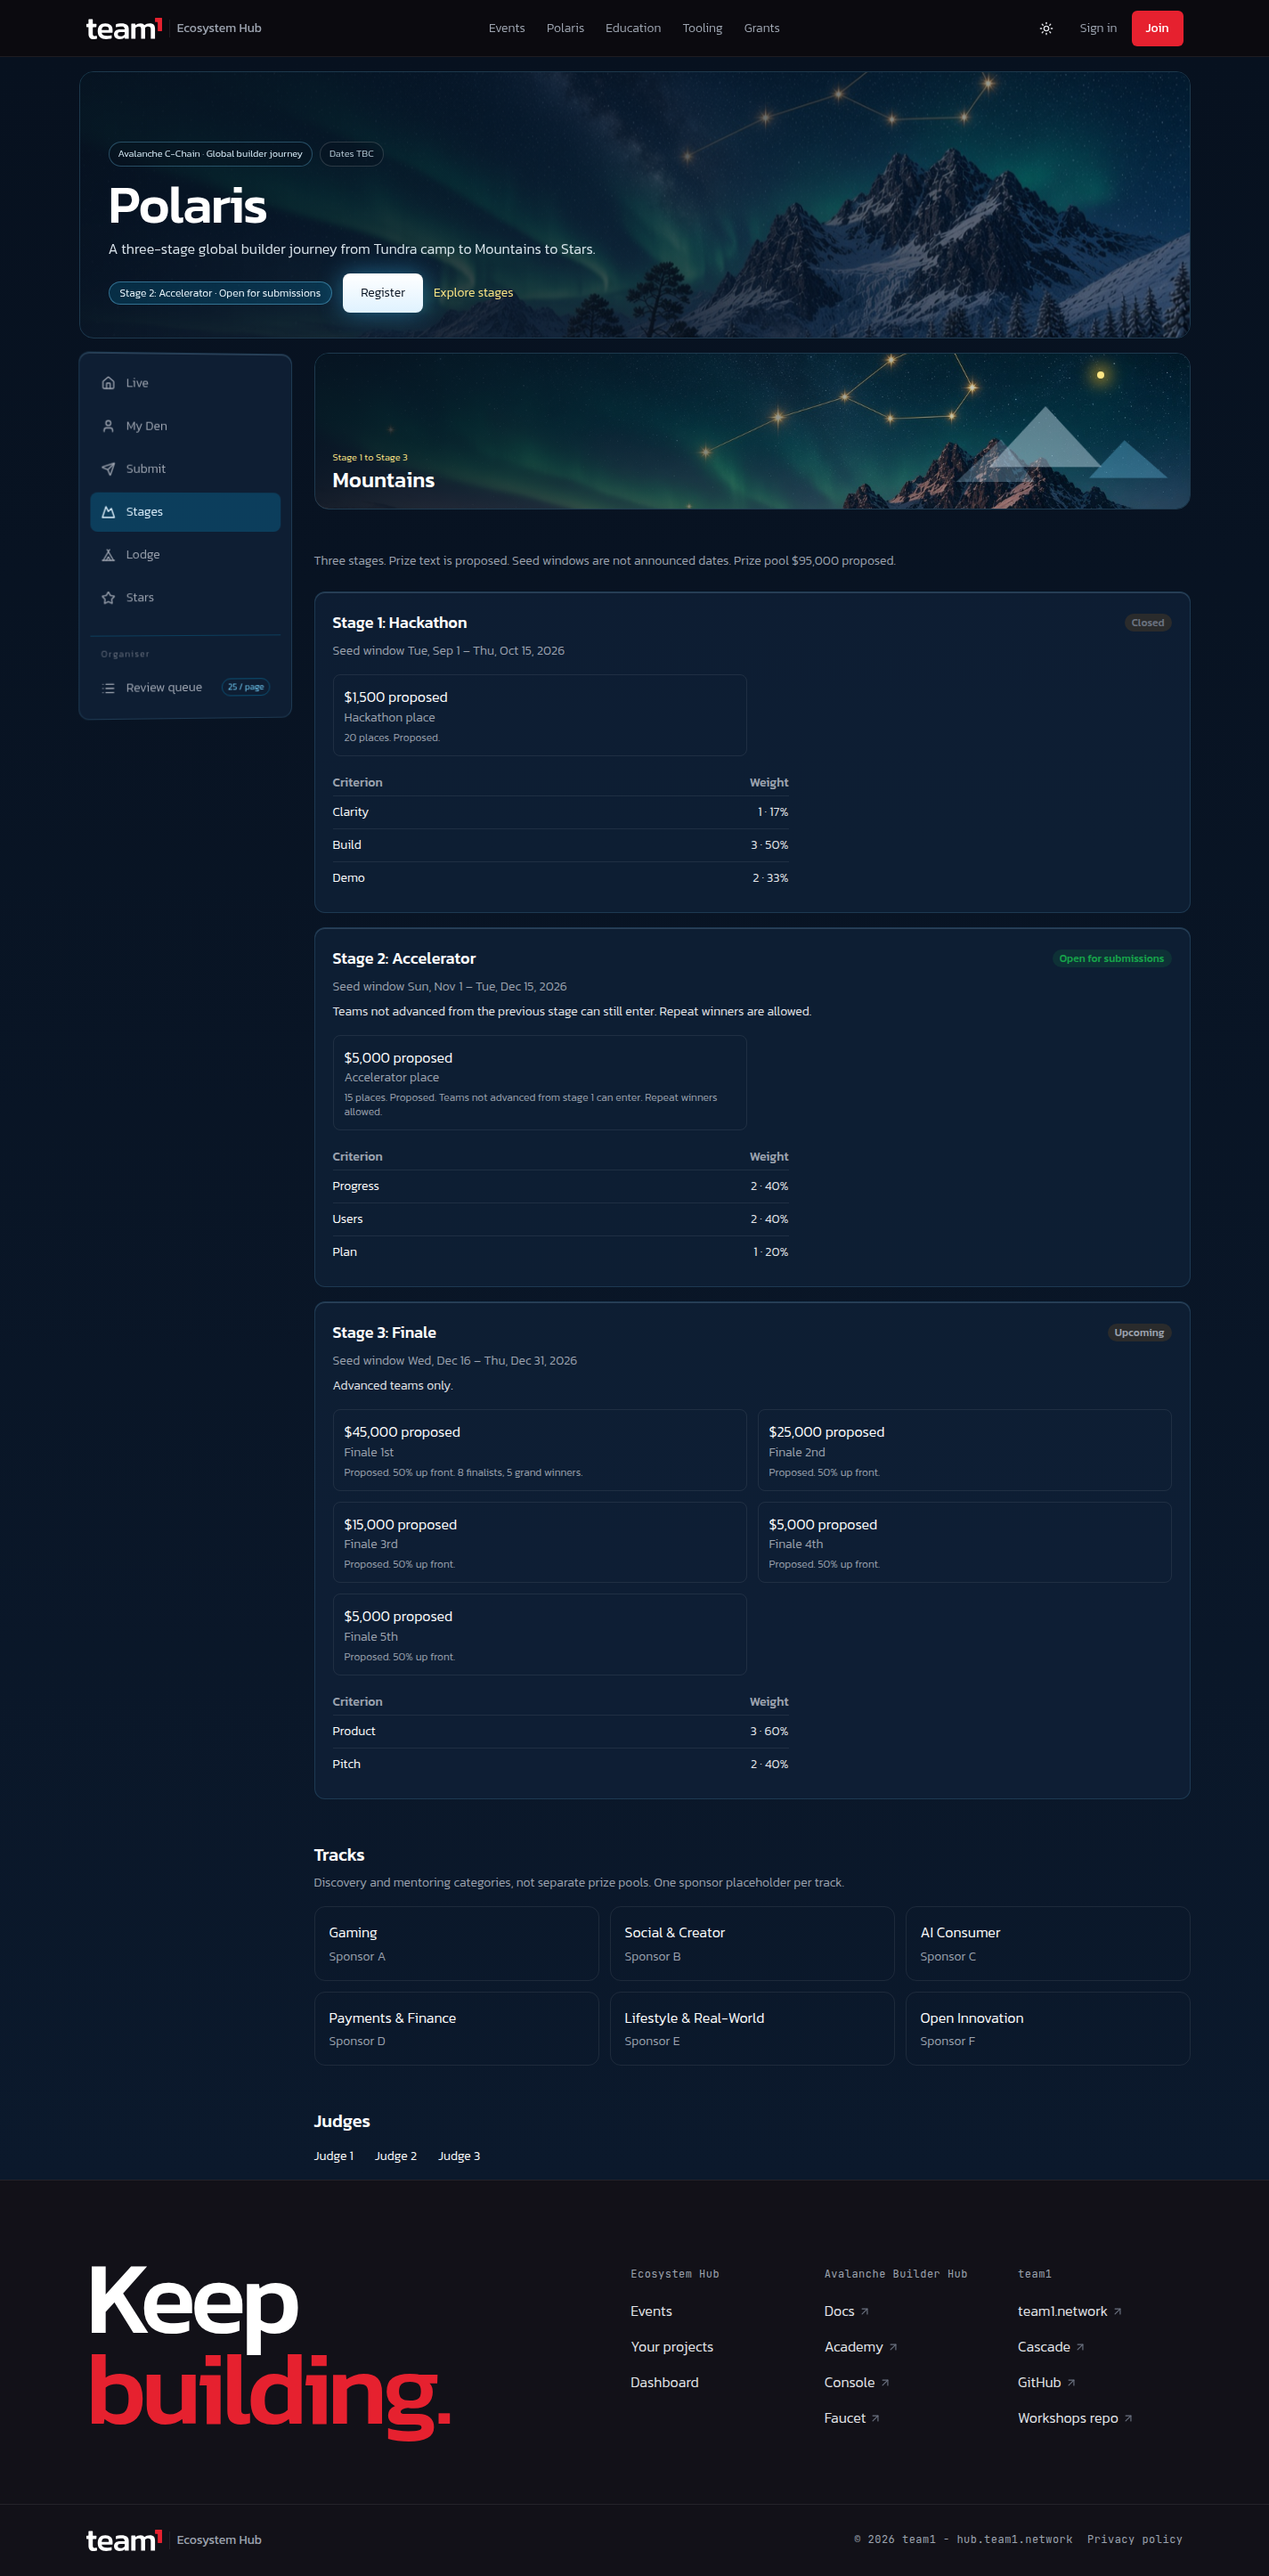 team1 Ecosystem Hub
Events Polaris Education Tooling Grants
Sign in Join
Avalanche C-Chain · Global builder journey Dates TBC
Polaris
A three-stage global builder journey from Tundra camp to Mountains to Stars.
Stage 2: Accelerator · Open for submissions Register Explore stages
Live
My Den
Submit
Stages
Lodge
Stars
Organiser
Review queue 25 / page
Stage 1 to Stage 3
Mountains
Three stages. Prize text is proposed. Seed windows are not announced dates. Prize pool $95,000 proposed.
Stage 1: Hackathon Closed
Seed window Tue, Sep 1 – Thu, Oct 15, 2026
$1,500 proposed
Hackathon place
20 places. Proposed.
Criterion Weight
Clarity 1 · 17%
Build 3 · 50%
Demo 2 · 33%
Stage 2: Accelerator Open for submissions
Seed window Sun, Nov 1 – Tue, Dec 15, 2026
Teams not advanced from the previous stage can still enter. Repeat winners are allowed.
$5,000 proposed
Accelerator place
15 places. Proposed. Teams not advanced from stage 1 can enter. Repeat winners
allowed.
Criterion Weight
Progress 2 · 40%
Users 2 · 40%
Plan 1 · 20%
Stage 3: Finale Upcoming
Seed window Wed, Dec 16 – Thu, Dec 31, 2026
Advanced teams only.
$45,000 proposed
Finale 1st
Proposed. 50% up front. 8 finalists, 5 grand winners.
$25,000 proposed
Finale 2nd
Proposed. 50% up front.
$15,000 proposed
Finale 3rd
Proposed. 50% up front.
$5,000 proposed
Finale 4th
Proposed. 50% up front.
$5,000 proposed
Finale 5th
Proposed. 50% up front.
Criterion Weight
Product 3 · 60%
Pitch 2 · 40%
Tracks
Discovery and mentoring categories, not separate prize pools. One sponsor placeholder per track.
Gaming
Sponsor A
Social & Creator
Sponsor B
AI Consumer
Sponsor C
Payments & Finance
Sponsor D
Lifestyle & Real-World
Sponsor E
Open Innovation
Sponsor F
Judges
Judge 1 Judge 2 Judge 3
Keep
building.
Ecosystem Hub
Events
Your projects
Dashboard
Avalanche Builder Hub
Docs ↗
Academy ↗
Console ↗
Faucet ↗
team1
team1.network ↗
Cascade ↗
GitHub ↗
Workshops repo ↗
team1 Ecosystem Hub
© 2026 team1 - hub.team1.network Privacy policy